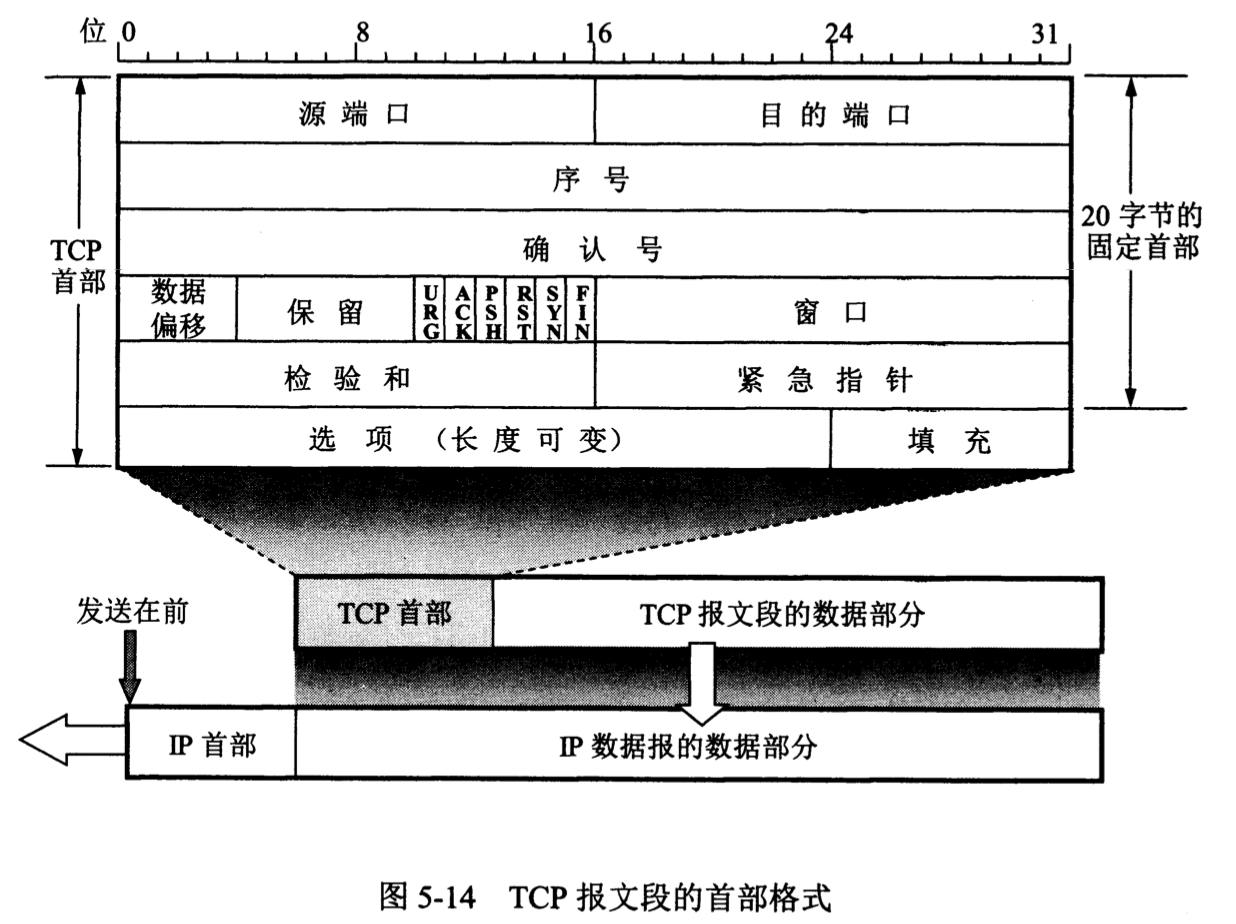 位 0 8 16 24 31
源端口 目的端口
序号
确认号
TCP
首部
20 字节的
固定首部
数据
偏移
保留
URG
ACK
PSH
RST
SYN
FIN
窗口
检验和 紧急指针
选项 (长度可变) 填充
发送在前
TCP 首部 TCP 报文段的数据部分
IP 首部 IP 数据报的数据部分
图 5-14 TCP 报文段的首部格式